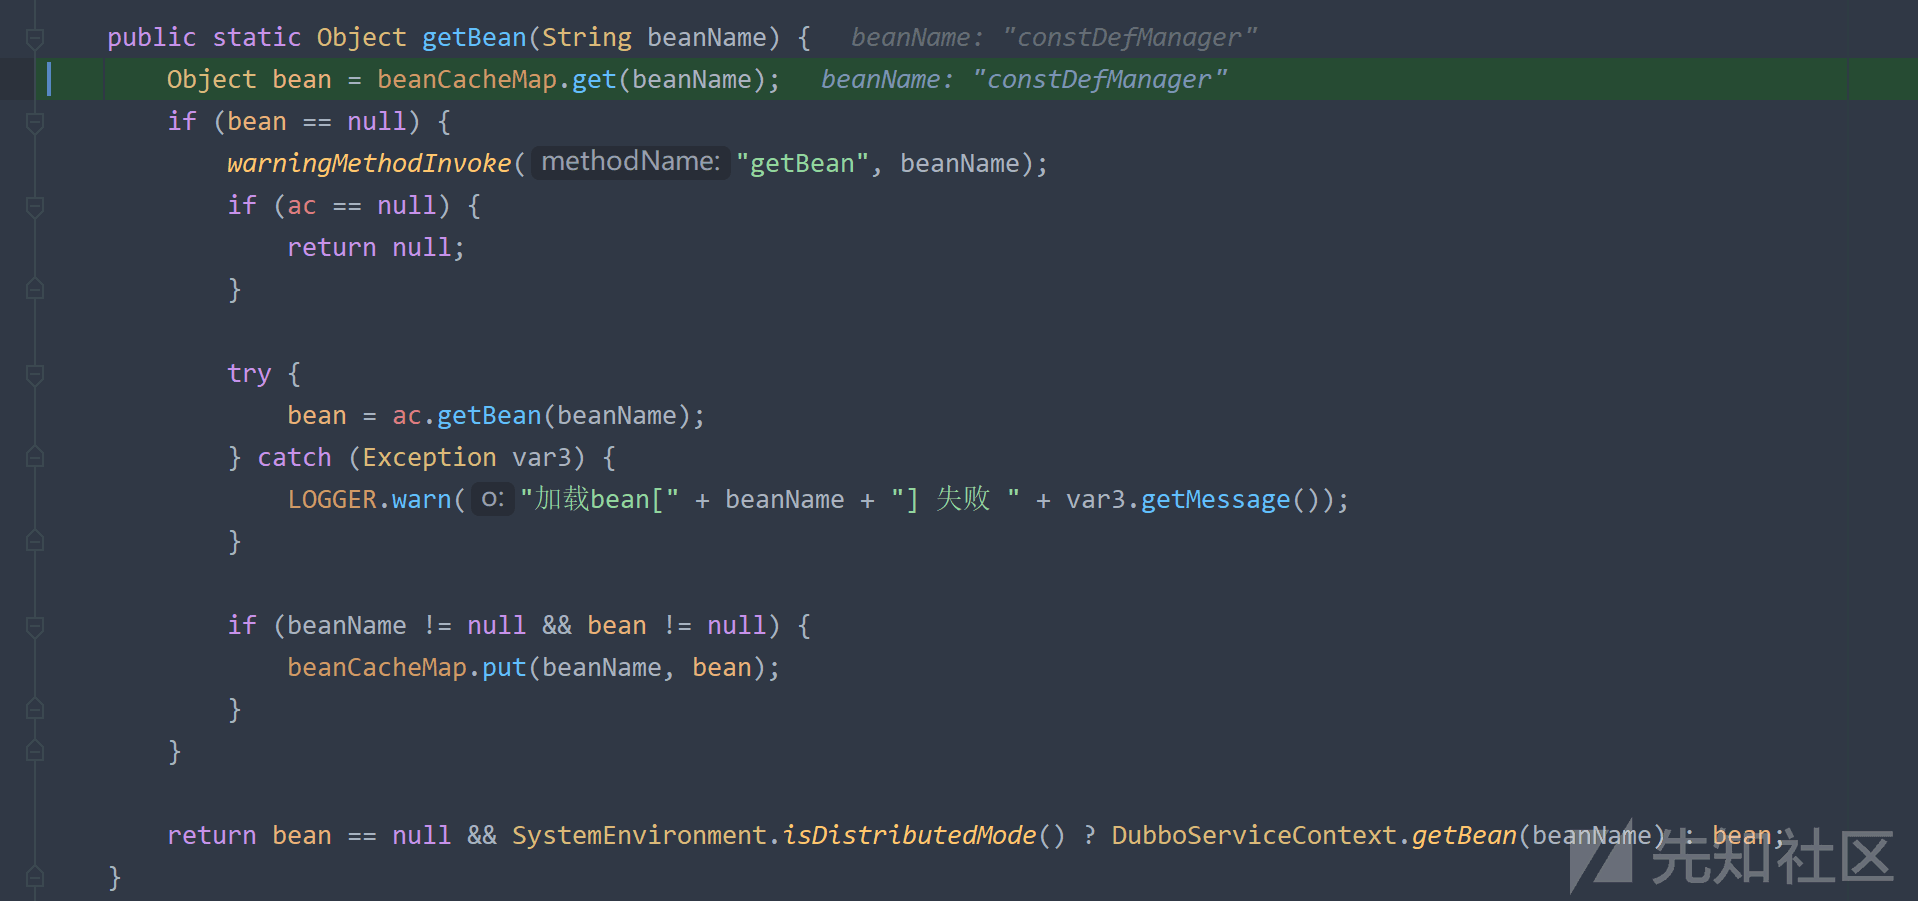 public static Object getBean(String beanName) {   beanName: "constDefManager"
    Object bean = beanCacheMap.get(beanName);   beanName: "constDefManager"
    if (bean == null) {
        warningMethodInvoke( methodName: "getBean", beanName);
        if (ac == null) {
            return null;
        }
        try {
            bean = ac.getBean(beanName);
        } catch (Exception var3) {
            LOGGER.warn( o: "加载bean[" + beanName + "] 失败 " + var3.getMessage());
        }
        if (beanName != null && bean != null) {
            beanCacheMap.put(beanName, bean);
        }
    }
    return bean == null && SystemEnvironment.isDistributedMode() ? DubboServiceContext.getBean(beanName) : bean;
}
先知社区